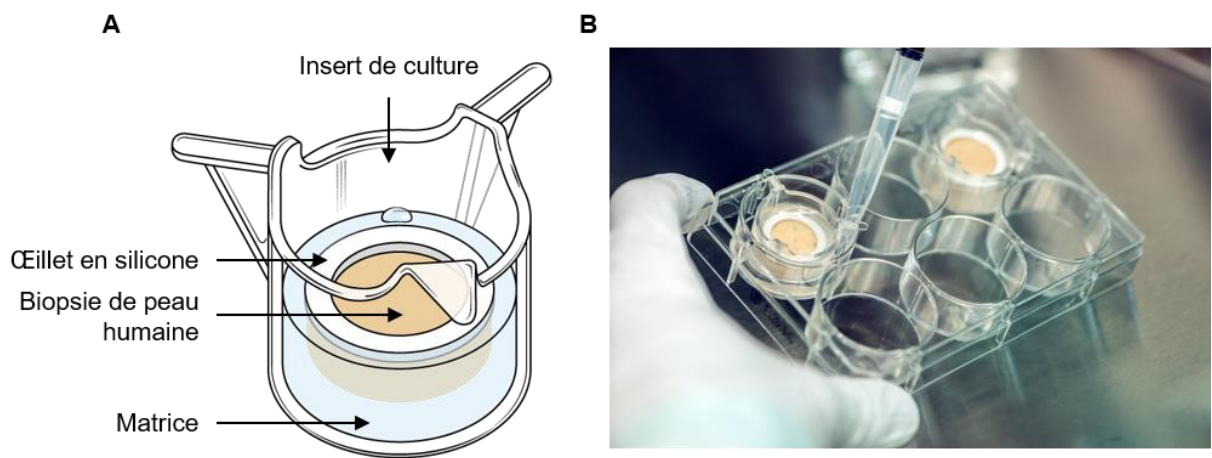 A
B
Insert de culture
Œillet en silicone
Biopsie de peau
humaine
Matrice